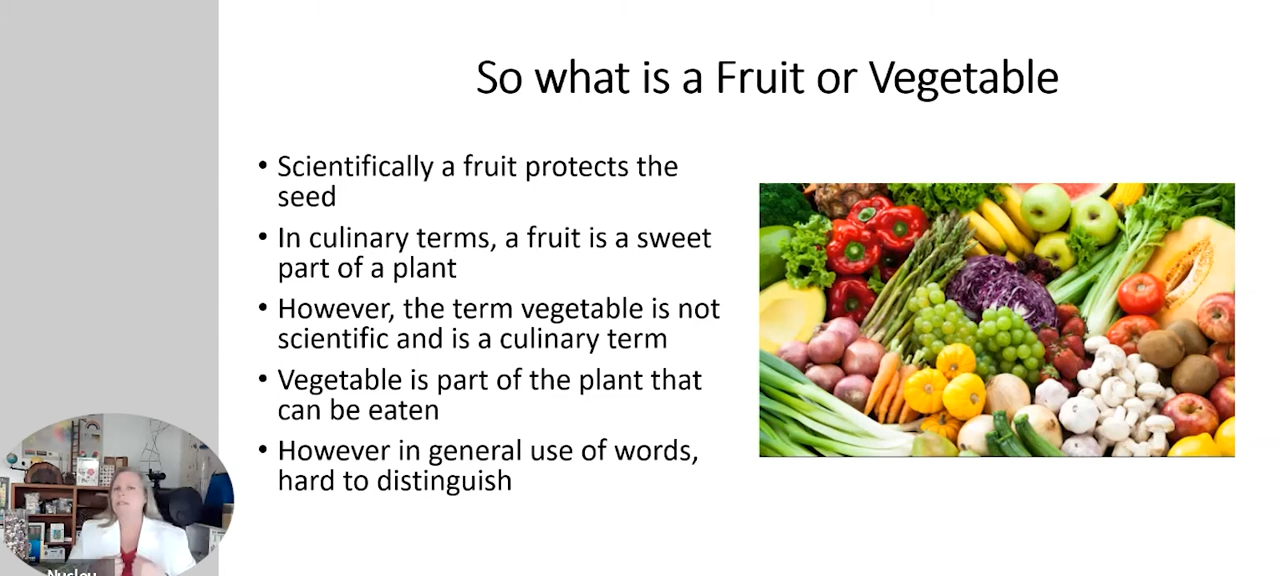 So what is a Fruit or Vegetable
• Scientifically a fruit protects the
seed
• In culinary terms, a fruit is a sweet
part of a plant
• However, the term vegetable is not
scientific and is a culinary term
• Vegetable is part of the plant that
can be eaten
• However in general use of words,
hard to distinguish